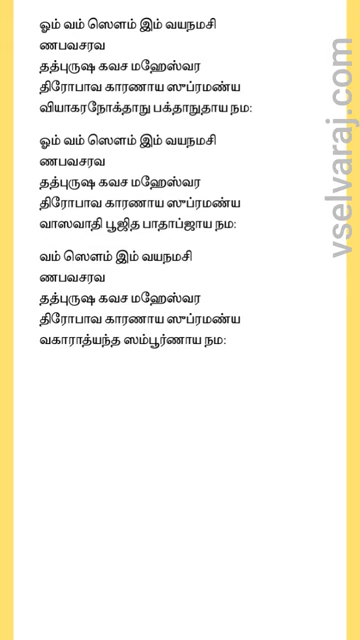 ஓம் வம் ஸௌம் இம் வயநமசி
ணபவசரவ
தத்புருஷ கவச மஹேஸ்வர
திரோபாவ காரணாய ஸுப்ரமண்ய
வியாகரநோக்தாநு பக்தாநுதாய நம:
ஓம் வம் ஸௌம் இம் வயநமசி
ணபவசரவ
தத்புருஷ கவச மஹேஸ்வர
திரோபாவ காரணாய ஸுப்ரமண்ய
வாஸவாதி பூஜித பாதாப்ஜாய நம:
வம் ஸௌம் இம் வயநமசி
ணபவசரவ
தத்புருஷ கவச மஹேஸ்வர
திரோபாவ காரணாய ஸுப்ரமண்ய
வகாராத்யந்த ஸம்பூர்ணாய நம:
vselvaraj.com